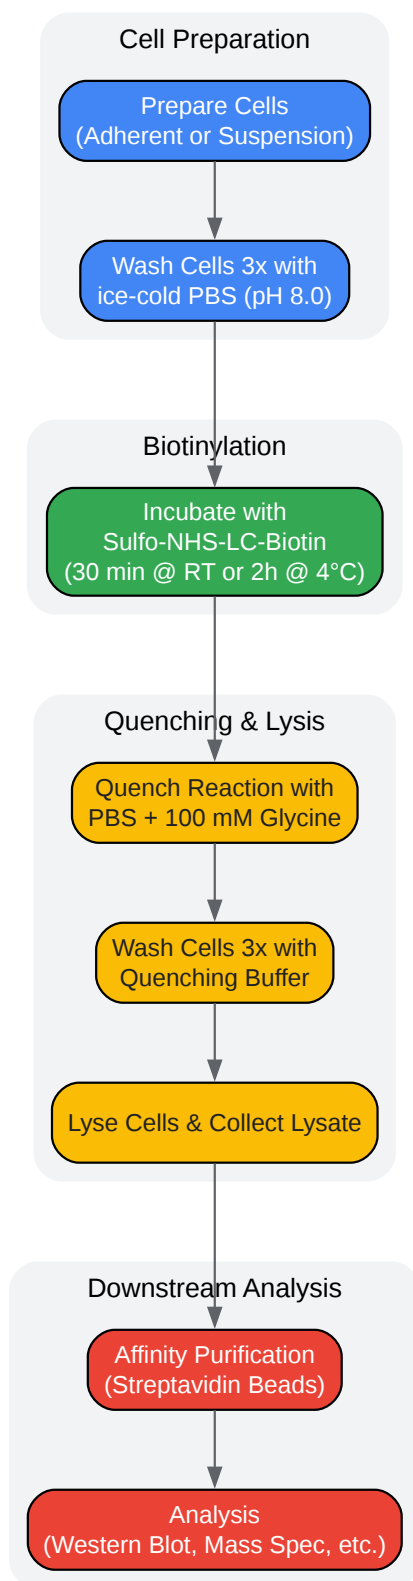 Cell Preparation
Prepare Cells
(Adherent or Suspension)
Wash Cells 3x with
ice-cold PBS (pH 8.0)
Biotinylation
Incubate with
Sulfo-NHS-LC-Biotin
(30 min @ RT or 2h @ 4°C)
Quenching & Lysis
Quench Reaction with
PBS + 100 mM Glycine
Wash Cells 3x with
Quenching Buffer
Lyse Cells & Collect Lysate
Downstream Analysis
Affinity Purification
(Streptavidin Beads)
Analysis
(Western Blot, Mass Spec, etc.)